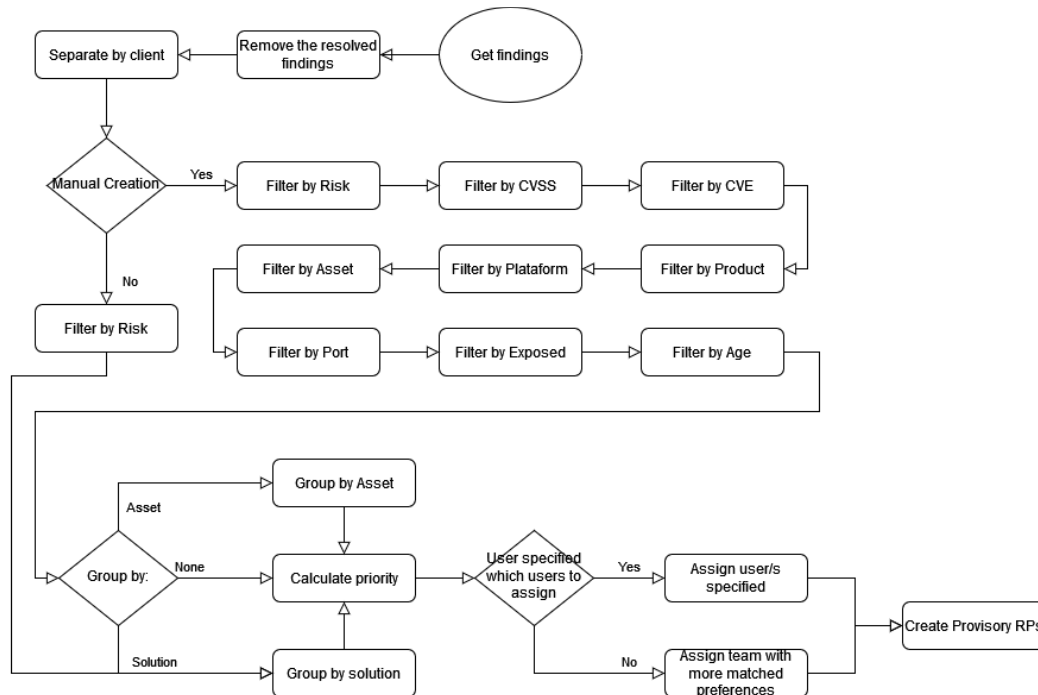 Separate by client
Remove the resolved
findings
Get findings
Manual Creation
Yes
Filter by Risk
Filter by CVSS
Filter by CVE
Filter by Asset
Filter by Plataform
Filter by Product
No
Filter by Risk
Filter by Port
Filter by Exposed
Filter by Age
Group by Asset
Asset
Group by:
None
Calculate priority
User specified
which users to
assign
Yes
Assign user/s
specified
Create Provisory RPs
Solution
Group by solution
No
Assign team with
more matched
preferences